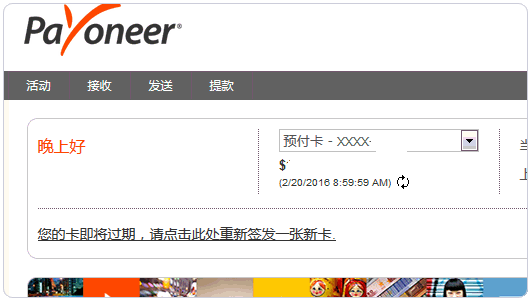 Payoneer®
活动 接收 发送 提款
晚上好
预付卡 - XXXX-
$
(2/20/2016 8:59:59 AM)
您的卡即将过期，请点击此处重新签发一张新卡.